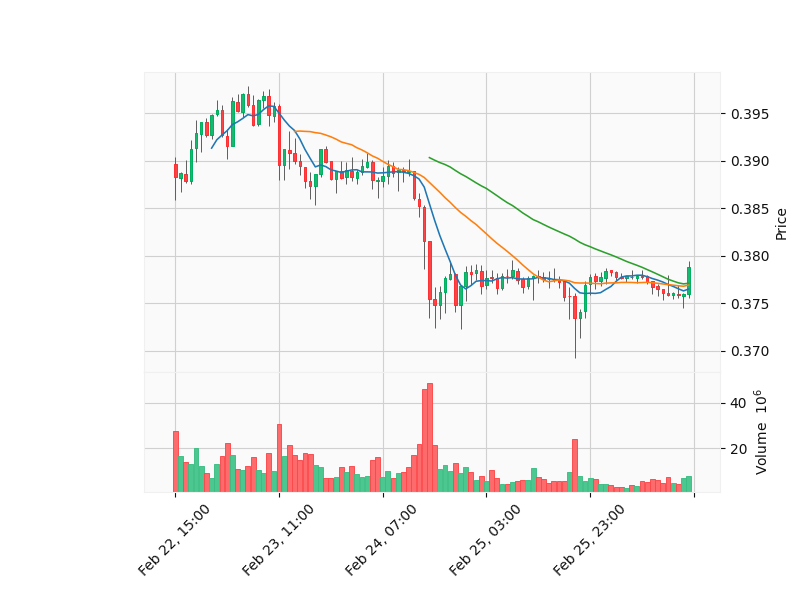 0.395
0.390
0.385
0.380
0.375
0.370
Price
40
20
Volume 10^6
Feb 22, 15:00
Feb 23, 11:00
Feb 24, 07:00
Feb 25, 03:00
Feb 25, 23:00